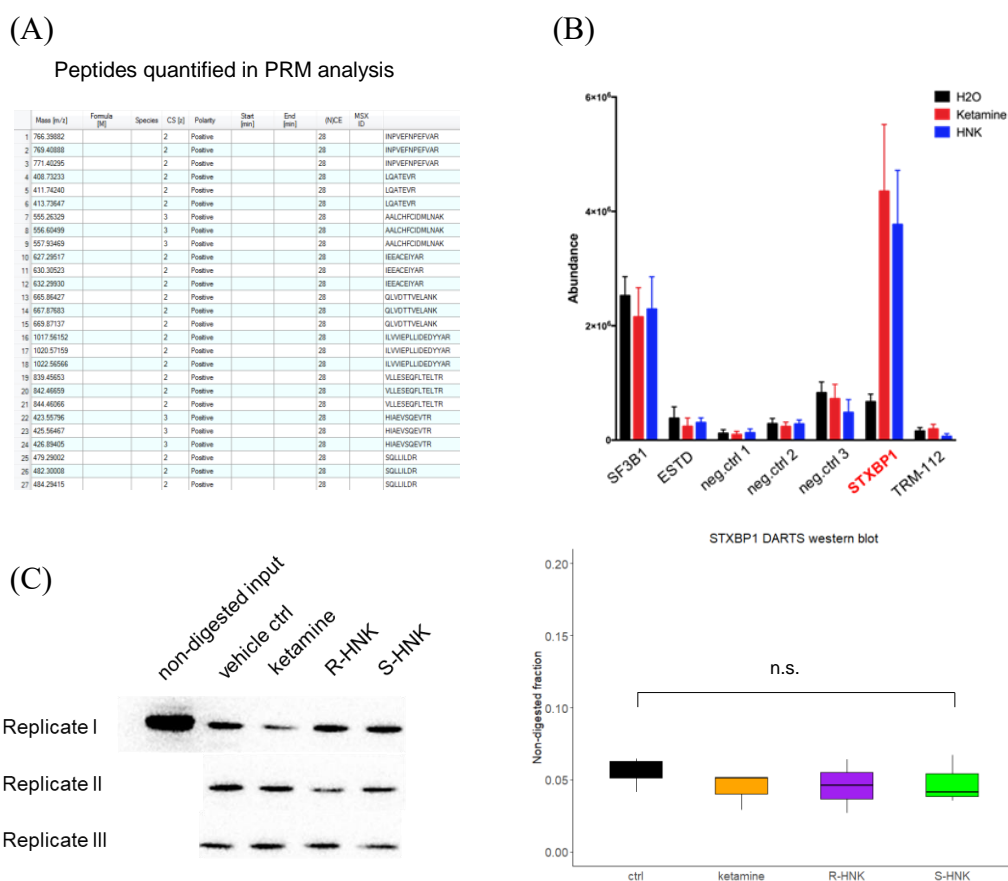 (A)
Peptides quantified in PRM analysis
Mass [m/z] Formula [M] Species CS [z] Polarity Start [min] End [min] (N)CE MSX ID
1 766.39882 2 Positive 28 INPVEFNPEFVAR
2 769.40888 2 Positive 28 INPVEFNPEFVAR
3 771.40295 2 Positive 28 INPVEFNPEFVAR
4 408.73233 2 Positive 28 LQATEVR
5 411.74240 2 Positive 28 LQATEVR
6 413.73647 2 Positive 28 LQATEVR
7 555.26329 3 Positive 28 AALCHFCIDMLNAK
8 556.60499 3 Positive 28 AALCHFCIDMLNAK
9 557.93469 3 Positive 28 AALCHFCIDMLNAK
10 627.29517 2 Positive 28 IEEACEIYAR
11 630.30523 2 Positive 28 IEEACEIYAR
12 632.29930 2 Positive 28 IEEACEIYAR
13 665.86427 2 Positive 28 QLVDTTVELANK
14 667.87683 2 Positive 28 QLVDTTVELANK
15 669.87137 2 Positive 28 QLVDTTVELANK
16 1017.56152 2 Positive 28 ILVVIEPLLIDEDYYAR
17 1020.57159 2 Positive 28 ILVVIEPLLIDEDYYAR
18 1022.56566 2 Positive 28 ILVVIEPLLIDEDYYAR
19 839.45653 2 Positive 28 VLLESEQFLTELTR
20 842.46659 2 Positive 28 VLLESEQFLTELTR
21 844.46066 2 Positive 28 VLLESEQFLTELTR
22 423.55796 3 Positive 28 HIAEVSQEVTR
23 425.56467 3 Positive 28 HIAEVSQEVTR
24 426.89405 3 Positive 28 HIAEVSQEVTR
25 479.29002 2 Positive 28 SQLLILDR
26 482.30008 2 Positive 28 SQLLILDR
27 484.29415 2 Positive 28 SQLLILDR
(B)
H2O
Ketamine
HNK
Abundance
6×10⁶
4×10⁶
2×10⁶
0
SF3B1
ESTD
neg.ctrl 1
neg.ctrl 2
neg.ctrl 3
STXBP1
TRM-112
(C)
non-digested input
vehicle ctrl
ketamine
R-HNK
S-HNK
Replicate I
Replicate II
Replicate III
STXBP1 DARTS western blot
Non-digested fraction
0.20
0.15
0.10
0.05
0.00
n.s.
ctrl
ketamine
R-HNK
S-HNK